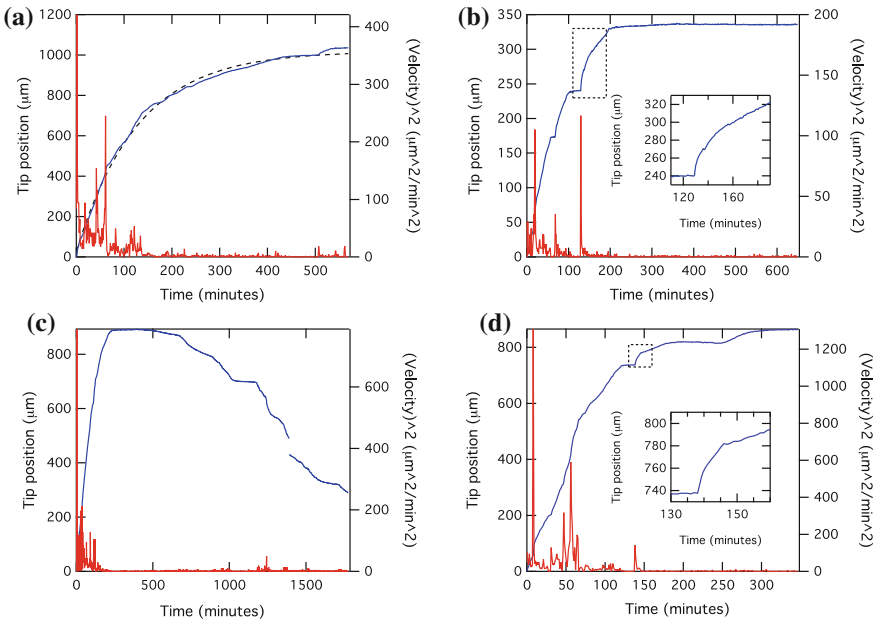 (a)
1200
1000
800
600
400
200
0
Tip position (μm)
0 100 200 300 400 500
Time (minutes)
400
300
200
100
0
(Velocity)^2 (μm^2/min^2)
(b)
350
300
250
200
150
100
50
0
Tip position (μm)
0 100 200 300 400 500 600
Time (minutes)
200
150
100
50
0
(Velocity)^2 (μm^2/min^2)
320
300
280
260
240
Tip position (μm)
120 160
Time (minutes)
(c)
800
600
400
200
0
Tip position (μm)
0 500 1000 1500
Time (minutes)
600
400
200
0
(Velocity)^2 (μm^2/min^2)
(d)
800
600
400
200
0
Tip position (μm)
0 50 100 150 200 250 300
Time (minutes)
1200
1000
800
600
400
200
0
(Velocity)^2 (μm^2/min^2)
800
780
760
740
Tip position (μm)
130 150
Time (minutes)